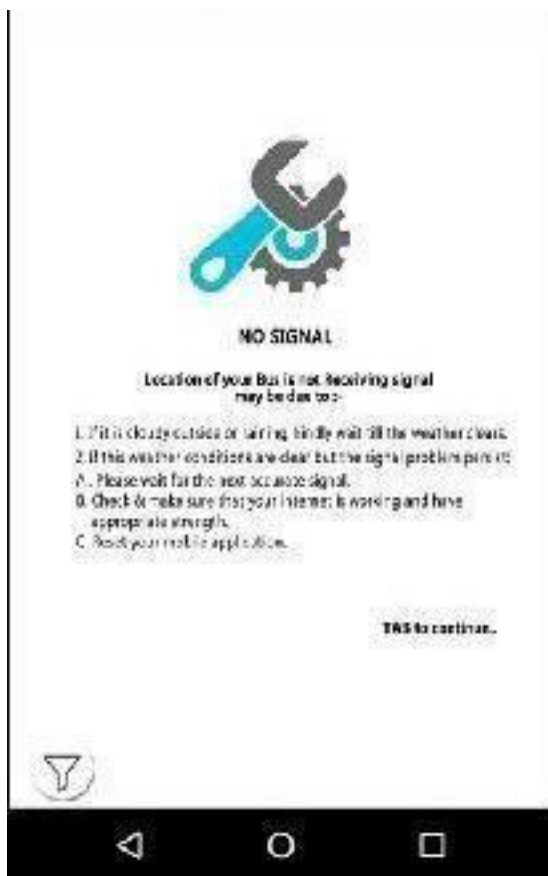 NO SIGNAL
Location of your Bus is not Receiving signal
may be due to :-
1. If it is cloudy outside or raining, kindly wait till the weather clears.
2. If this weather conditions are clear but the signal problem persist:
A. Please wait for the next accurate signal.
B. Check & make sure that your internet is working and have
appropriate strength.
C. Reset your mobile application.
to continue..